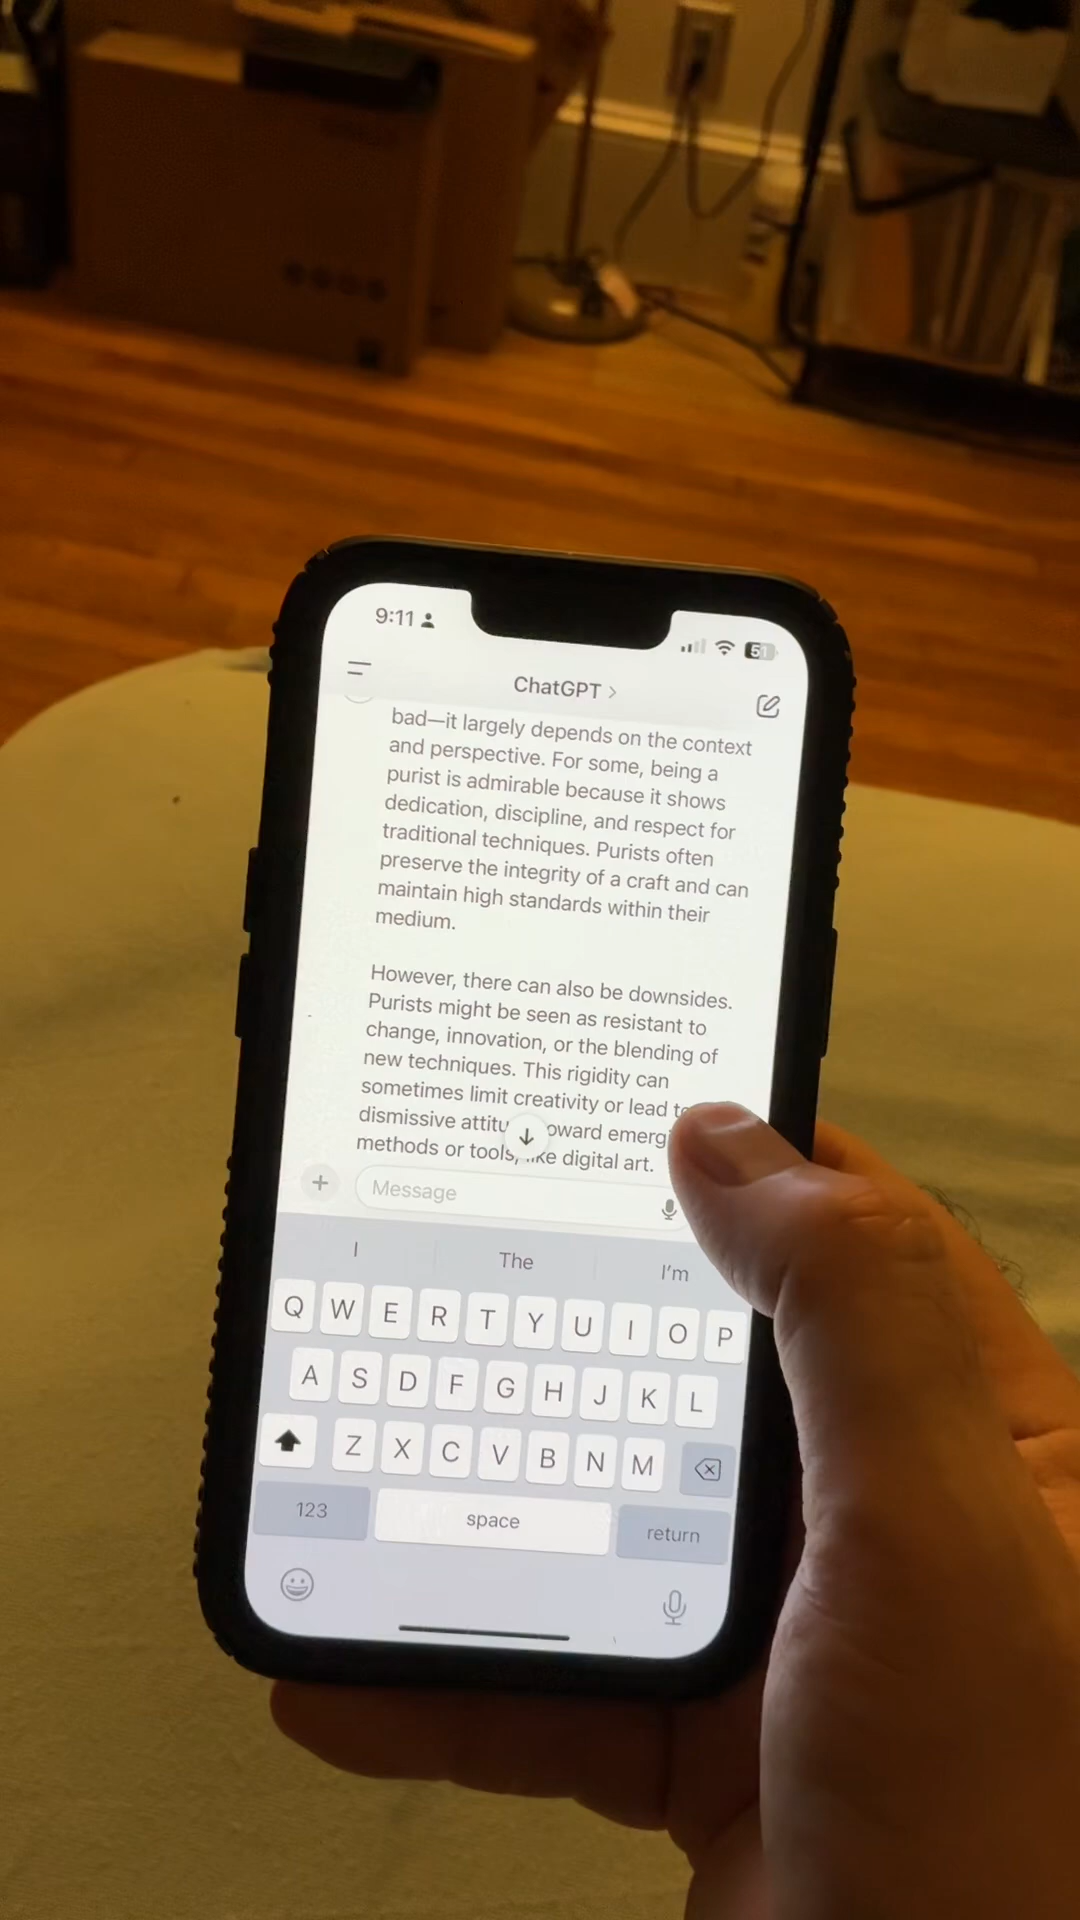 9:11
51
ChatGPT >
bad—it largely depends on the context
and perspective. For some, being a
purist is admirable because it shows
dedication, discipline, and respect for
traditional techniques. Purists often
preserve the integrity of a craft and can
maintain high standards within their
medium.
However, there can also be downsides.
Purists might be seen as resistant to
change, innovation, or the blending of
new techniques. This rigidity can
sometimes limit creativity or lead
dismissive toward
methods or tools, digital art.
Message
I The I'm
Q W E R T Y U I O P
A S D F G H J K L
Z X C V B N M
123 space return